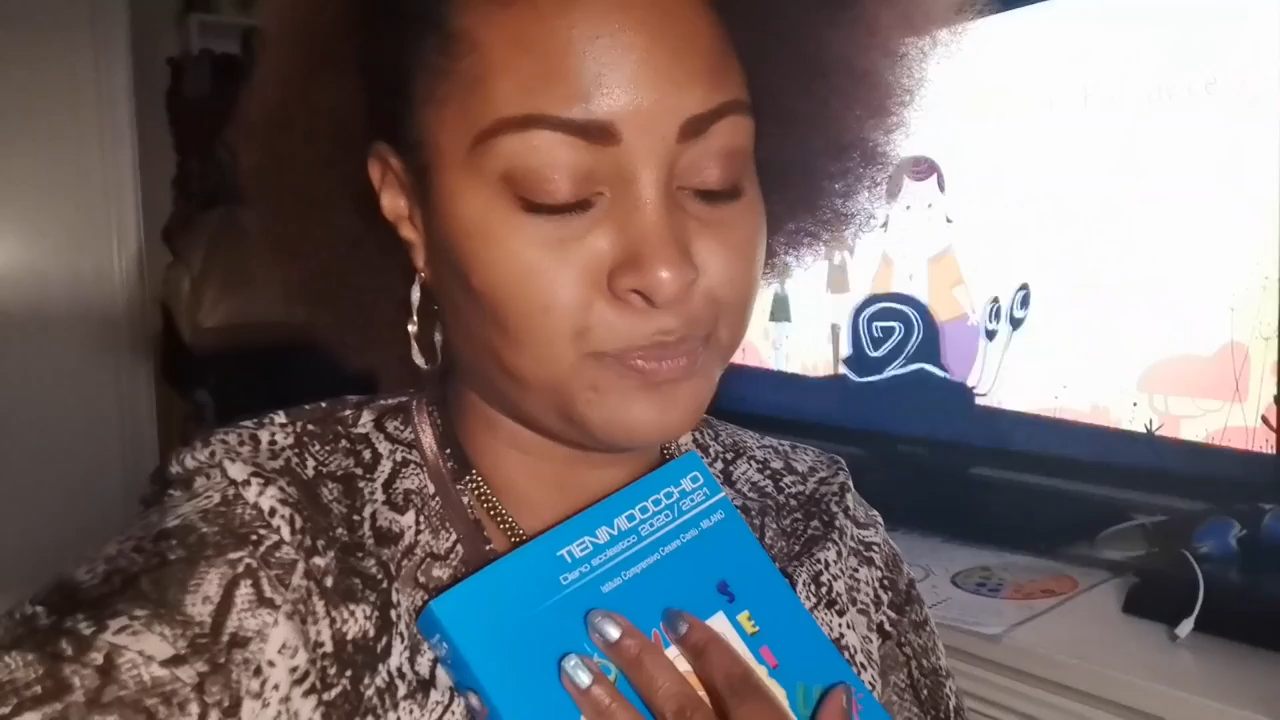 TIENIMIDOCCHIO
Diario scolastico 2020 / 2021
Istituto Comprensivo Cesare Cantù - MILANO
S
E
I
U